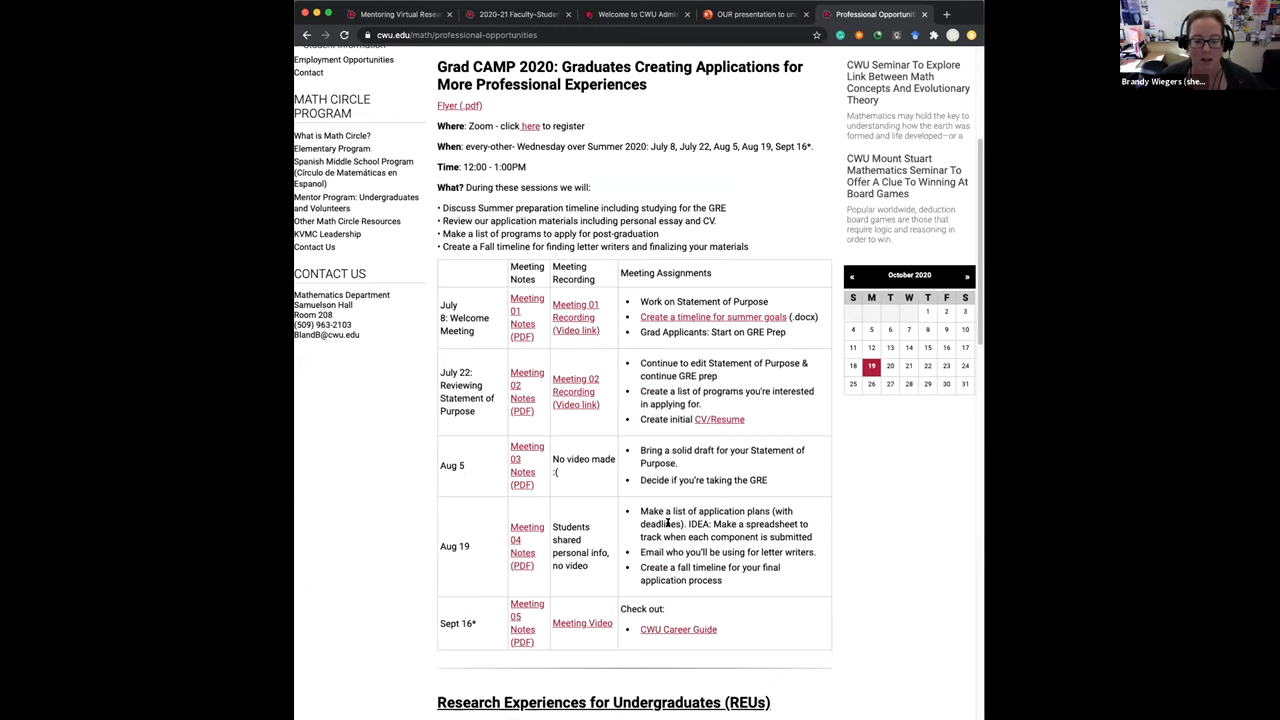 Mentoring Virtual Resea
2020-21 Faculty-Studen
Welcome to CWU Admi
OUR presentation to un
Professional Opportunit
cwu.edu/math/professional-opportunities
Student Information
Employment Opportunities
Contact
MATH CIRCLE
PROGRAM
What is Math Circle?
Elementary Program
Spanish Middle School Program
(Círculo de Matemáticas en
Espanol)
Mentor Program: Undergraduates
and Volunteers
Other Math Circle Resources
KVMC Leadership
Contact Us
CONTACT US
Mathematics Department
Samuelson Hall
Room 208
(509) 963-2103
BlandB@cwu.edu
Grad CAMP 2020: Graduates Creating Applications for
More Professional Experiences
Flyer (.pdf)
Where: Zoom - click here to register
When: every-other- Wednesday over Summer 2020: July 8, July 22, Aug 5, Aug 19, Sept 16*.
Time: 12:00 - 1:00PM
What? During these sessions we will:
• Discuss Summer preparation timeline including studying for the GRE
• Review our application materials including personal essay and CV.
• Make a list of programs to apply for post-graduation
• Create a Fall timeline for finding letter writers and finalizing your materials
Meeting
Notes
Meeting
Recording
Meeting Assignments
July
8: Welcome
Meeting
Meeting
01
Notes
(PDF)
Meeting 01
Recording
(Video link)
• Work on Statement of Purpose
• Create a timeline for summer goals (.docx)
• Grad Applicants: Start on GRE Prep
July 22:
Reviewing
Statement of
Purpose
Meeting
02
Notes
(PDF)
Meeting 02
Recording
(Video link)
• Continue to edit Statement of Purpose &
continue GRE prep
• Create a list of programs you're interested
in applying for.
• Create initial CV/Resume
Aug 5
Meeting
03
Notes
(PDF)
No video made
:(
• Bring a solid draft for your Statement of
Purpose.
• Decide if you're taking the GRE
Aug 19
Meeting
04
Notes
(PDF)
Students
shared
personal info,
no video
• Make a list of application plans (with
deadlines). IDEA: Make a spreadsheet to
track when each component is submitted
• Email who you'll be using for letter writers.
• Create a fall timeline for your final
application process
Sept 16*
Meeting
05
Notes
(PDF)
Meeting Video
Check out:
• CWU Career Guide
Research Experiences for Undergraduates (REUs)
CWU Seminar To Explore
Link Between Math
Concepts And Evolutionary
Theory
Mathematics may hold the key to
understanding how the earth was
formed and life developed—or a
CWU Mount Stuart
Mathematics Seminar To
Offer A Clue To Winning At
Board Games
Popular worldwide, deduction
board games are those that
require logic and reasoning in
order to win.
« October 2020 »
S M T W T F S
1 2 3
4 5 6 7 8 9 10
11 12 13 14 15 16 17
18 19 20 21 22 23 24
25 26 27 28 29 30 31
Brandy Wiegers (she...